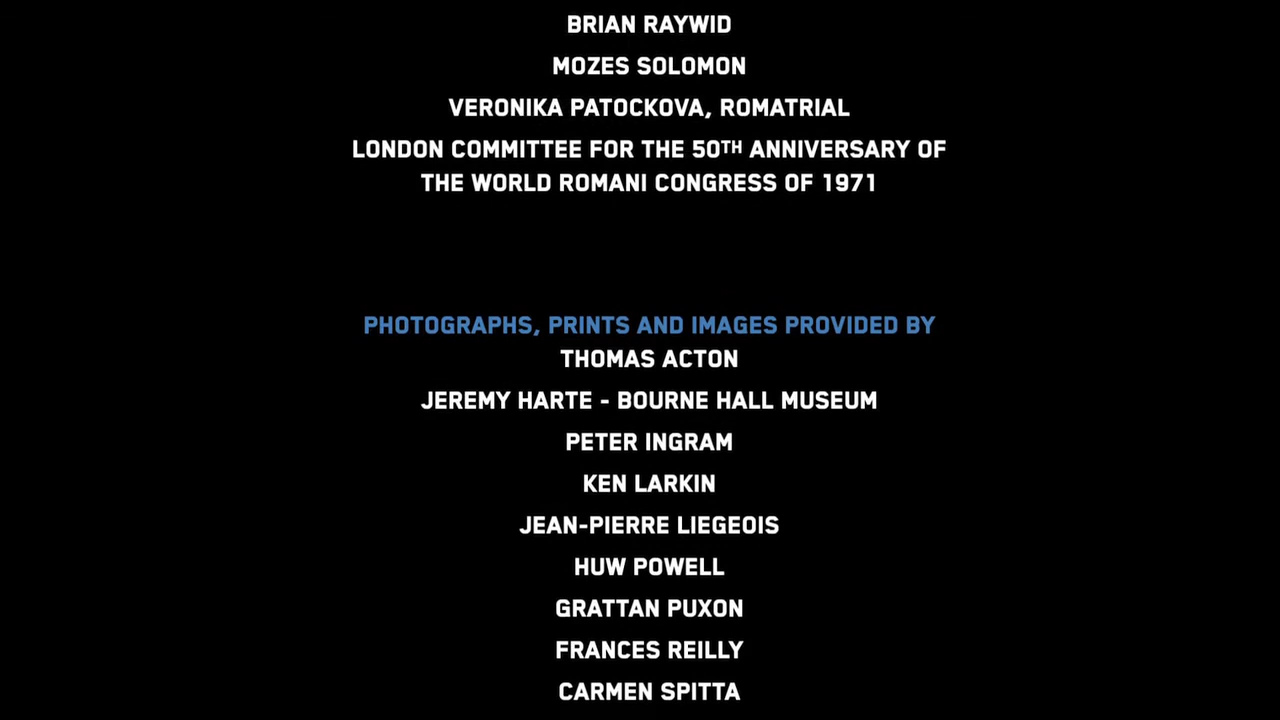 BRIAN RAYWID
MOZES SOLOMON
VERONIKA PATOCKOVA, ROMATRIAL
LONDON COMMITTEE FOR THE 50TH ANNIVERSARY OF
THE WORLD ROMANI CONGRESS OF 1971
PHOTOGRAPHS, PRINTS AND IMAGES PROVIDED BY
THOMAS ACTON
JEREMY HARTE - BOURNE HALL MUSEUM
PETER INGRAM
KEN LARKIN
JEAN-PIERRE LIEGEOIS
HUW POWELL
GRATTAN PUXON
FRANCES REILLY
CARMEN SPITTA